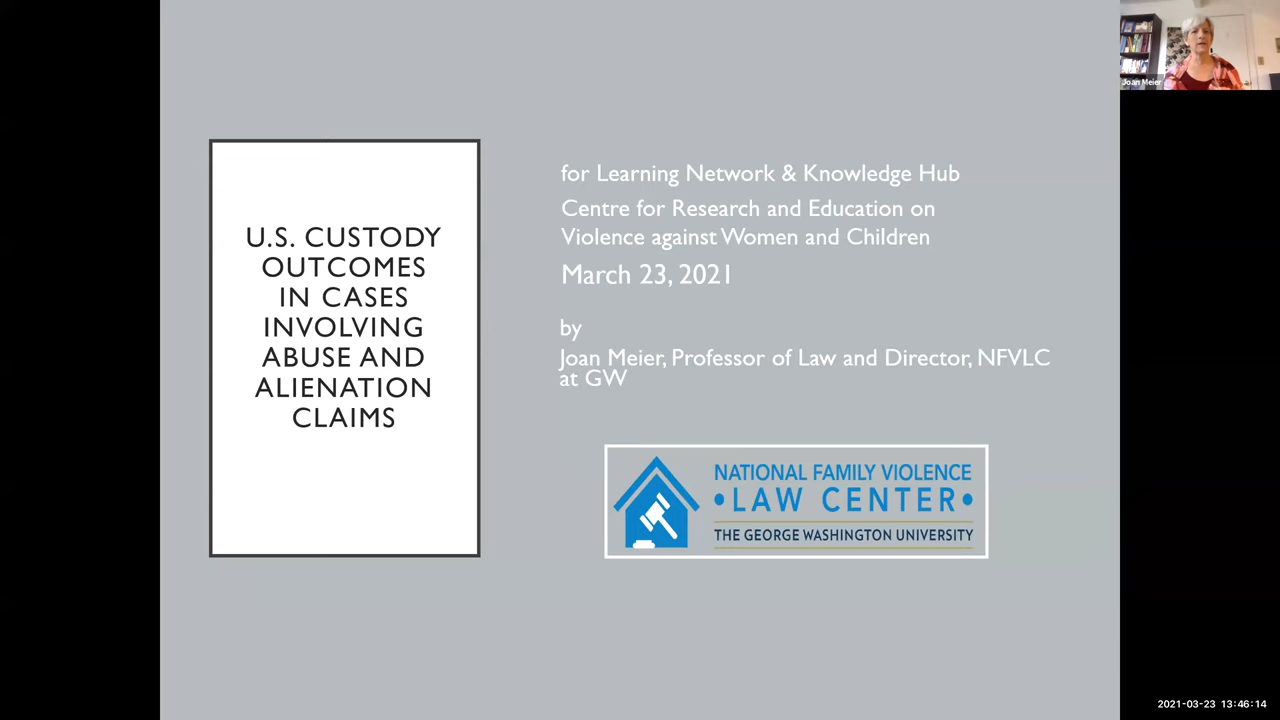 U.S. CUSTODY
OUTCOMES
IN CASES
INVOLVING
ABUSE AND
ALIENATION
CLAIMS
for Learning Network & Knowledge Hub
Centre for Research and Education on
Violence against Women and Children
March 23, 2021
by
Joan Meier, Professor of Law and Director, NFVLC
at GW
NATIONAL FAMILY VIOLENCE
•LAW CENTER•
THE GEORGE WASHINGTON UNIVERSITY
Joan Meier
2021-03-23 13:46:14